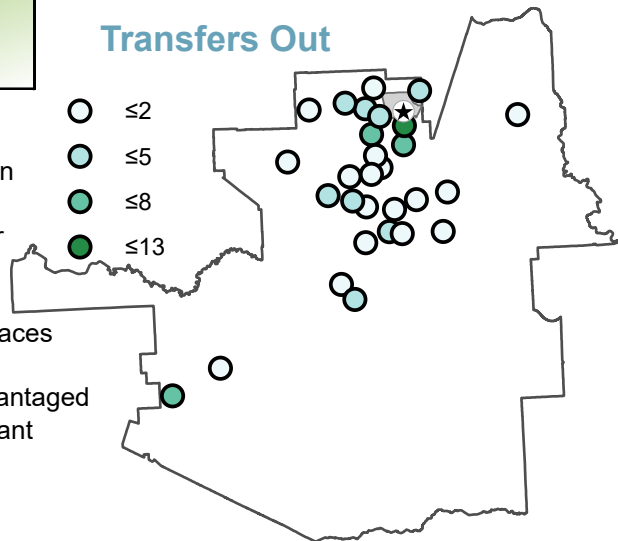 Transfers Out
≤2
≤5
n
≤8
r
≤13
aces
antaged
ant